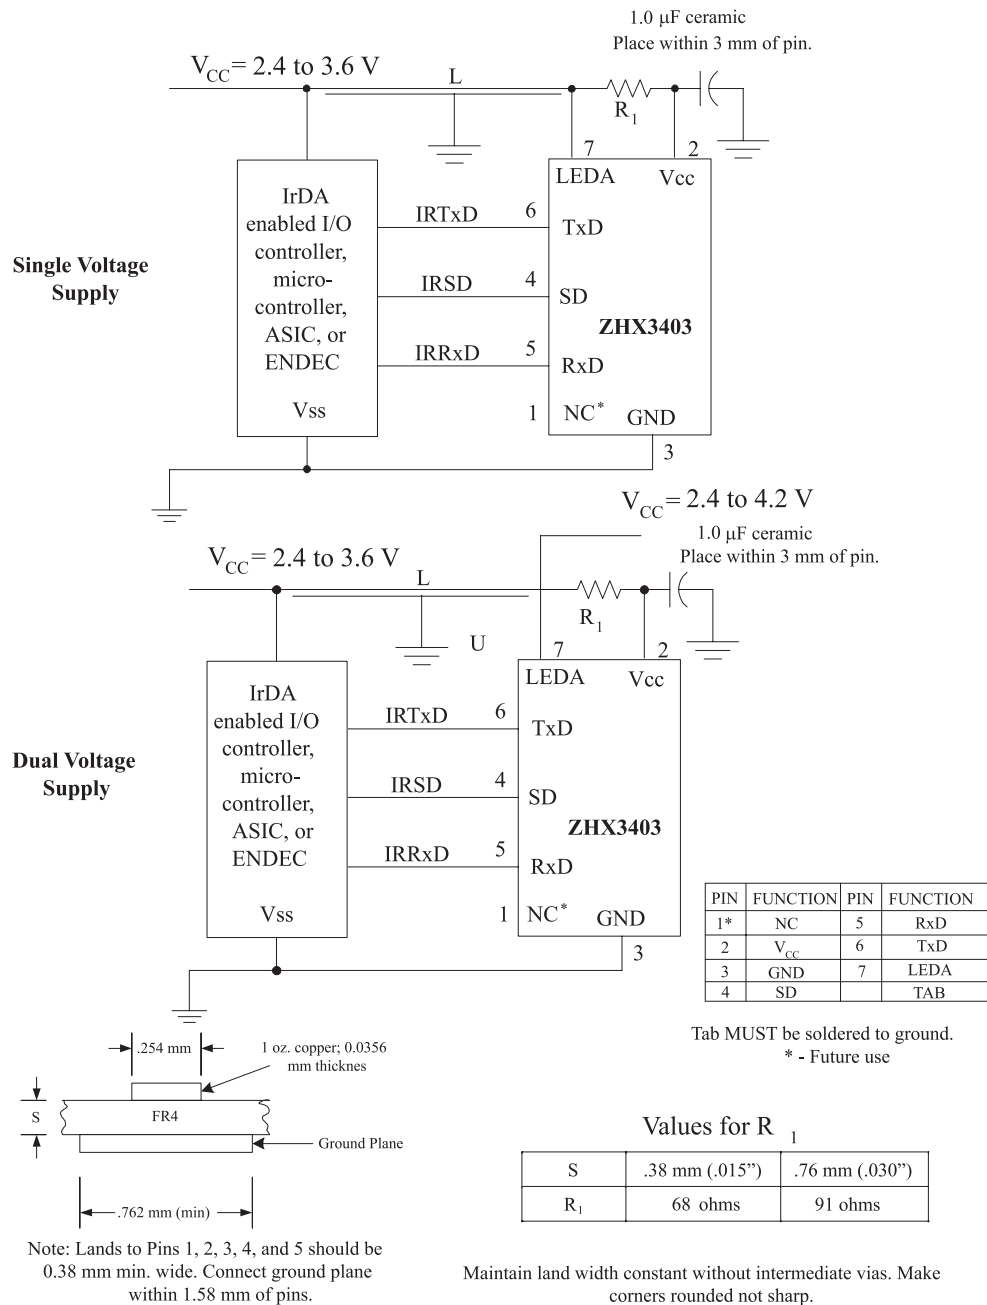 1.0 µF ceramic
Place within 3 mm of pin.
VCC = 2.4 to 3.6 V
L
R1
7
2
LEDA
Vcc
IrDA
enabled I/O
controller,
micro-
controller,
ASIC, or
ENDEC
Vss
IRTxD
6
TxD
Single Voltage
Supply
IRSD
4
SD
ZHX3403
IRRxD
5
RxD
1
NC*
GND
3
VCC = 2.4 to 4.2 V
1.0 µF ceramic
Place within 3 mm of pin.
VCC = 2.4 to 3.6 V
L
R1
U
7
2
LEDA
Vcc
IrDA
enabled I/O
controller,
micro-
controller,
ASIC, or
ENDEC
Vss
IRTxD
6
TxD
Dual Voltage
Supply
IRSD
4
SD
ZHX3403
IRRxD
5
RxD
1
NC*
GND
3
PIN FUNCTION PIN FUNCTION
1* NC 5 RxD
2 VCC 6 TxD
3 GND 7 LEDA
4 SD TAB
Tab MUST be soldered to ground.
* - Future use
.254 mm
1 oz. copper; 0.0356
mm thicknes
S
FR4
Ground Plane
.762 mm (min)
Note: Lands to Pins 1, 2, 3, 4, and 5 should be
0.38 mm min. wide. Connect ground plane
within 1.58 mm of pins.
Values for R1
S .38 mm (.015”) .76 mm (.030”)
R1 68 ohms 91 ohms
Maintain land width constant without intermediate vias. Make
corners rounded not sharp.